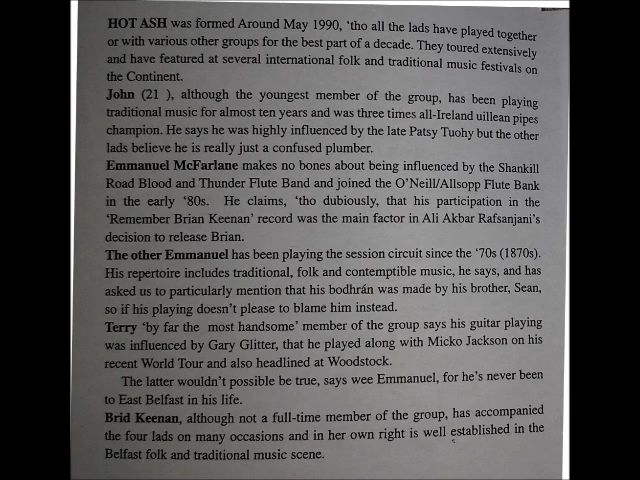 HOT ASH was formed Around May 1990, ‘tho all the lads have played together
or with various other groups for the best part of a decade. They toured extensively
and have featured at several international folk and traditional music festivals on
the Continent.
John (21 ), although the youngest member of the group, has been playing
traditional music for almost ten years and was three times all-Ireland uillean pipes
champion. He says he was highly influenced by the late Patsy Tuohy but the other
lads believe he is really just a confused plumber.
Emmanuel McFarlane makes no bones about being influenced by the Shankill
Road Blood and Thunder Flute Band and joined the O’Neill/Allsopp Flute Bank
in the early ‘80s. He claims, ‘tho dubiously, that his participation in the
‘Remember Brian Keenan’ record was the main factor in Ali Akbar Rafsanjani’s
decision to release Brian.
The other Emmanuel has been playing the session circuit since the ‘70s (1870s).
His repertoire includes traditional, folk and contemptible music, he says, and has
asked us to particularly mention that his bodhrán was made by his brother, Sean,
so if his playing doesn’t please to blame him instead.
Terry ‘by far the most handsome’ member of the group says his guitar playing
was influenced by Gary Glitter, that he played along with Micko Jackson on his
recent World Tour and also headlined at Woodstock.
The latter wouldn’t possible be true, says wee Emmanuel, for he’s never been
to East Belfast in his life.
Brid Keenan, although not a full-time member of the group, has accompanied
the four lads on many occasions and in her own right is well established in the
Belfast folk and traditional music scene.